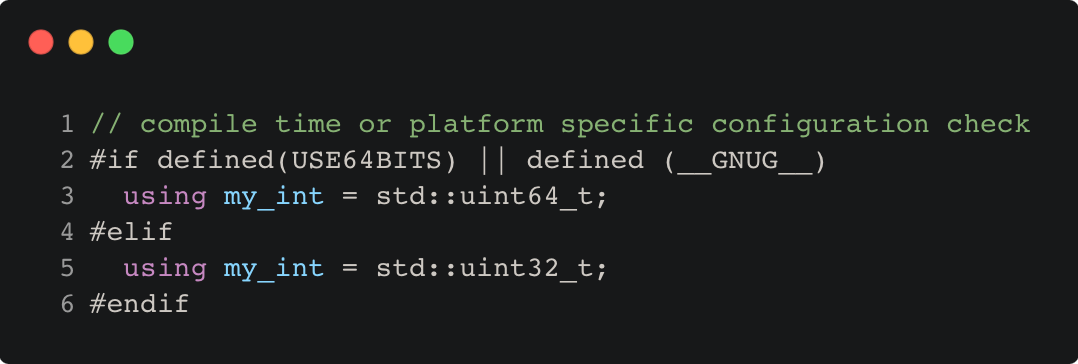 1 // compile time or platform specific configuration check
2 #if defined(USE64BITS) || defined (__GNUG__)
3   using my_int = std::uint64_t;
4 #elif
5   using my_int = std::uint32_t;
6 #endif